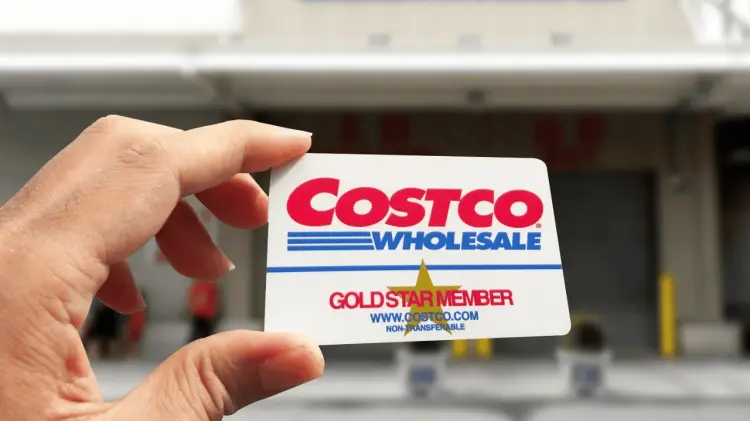 COSTCO
WHOLESALE
GOLD STAR MEMBER
WWW.COSTCO.COM
NON-TRANSFERABLE